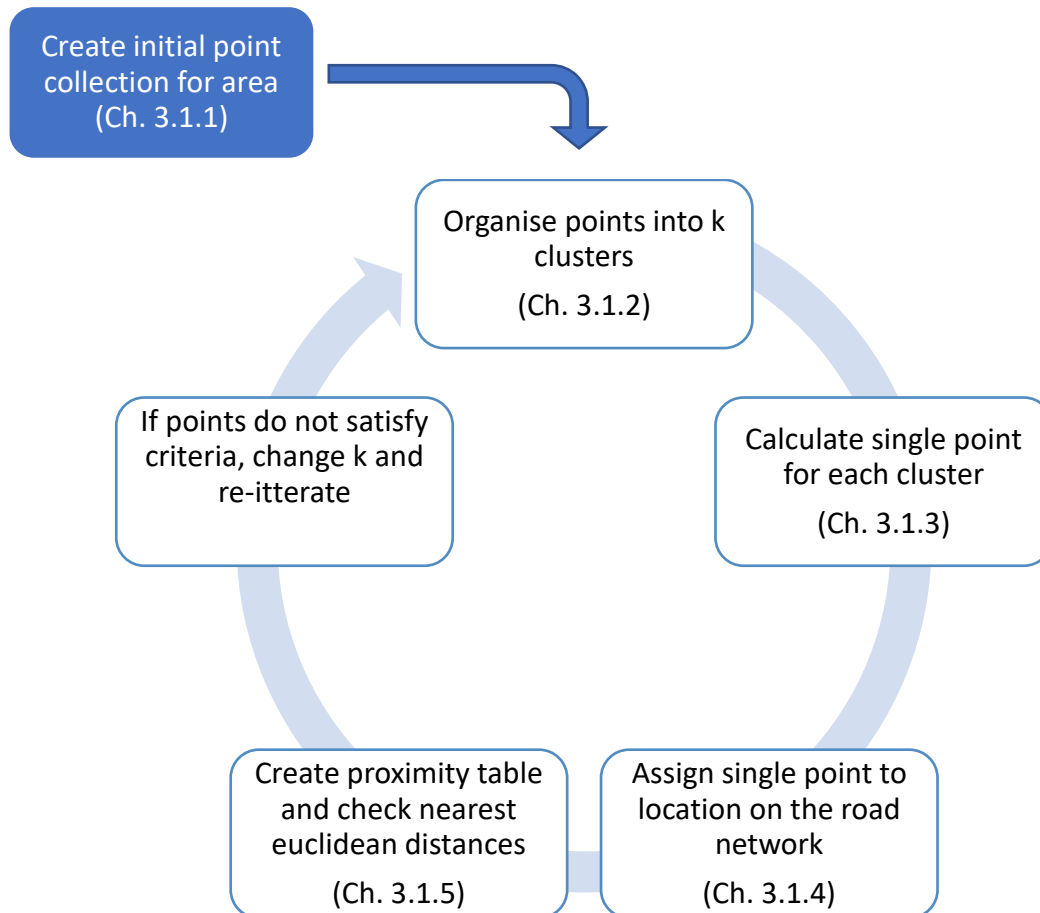 Create initial point
collection for area
(Ch. 3.1.1)
Organise points into k
clusters
(Ch. 3.1.2)
Calculate single point
for each cluster
(Ch. 3.1.3)
Assign single point to
location on the road
network
(Ch. 3.1.4)
Create proximity table
and check nearest
euclidean distances
(Ch. 3.1.5)
If points do not satisfy
criteria, change k and
re-itterate